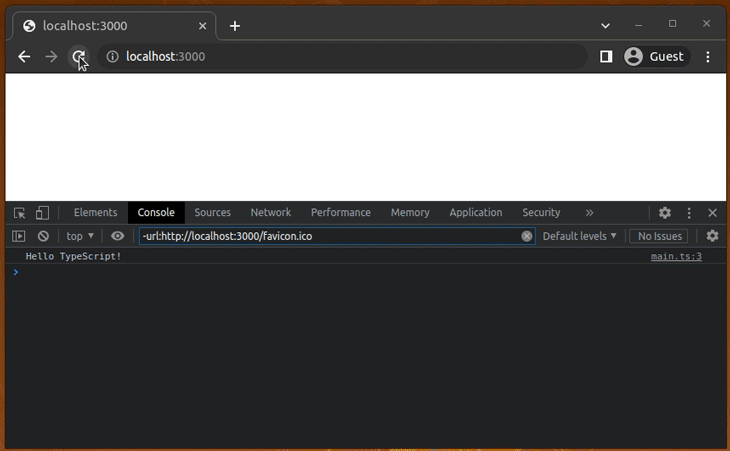 localhost:3000
localhost:3000 Guest
Elements Console Sources Network Performance Memory Application Security »
top ▼ -url:http://localhost:3000/favicon.ico Default levels ▼ No Issues
Hello TypeScript! main.ts:3